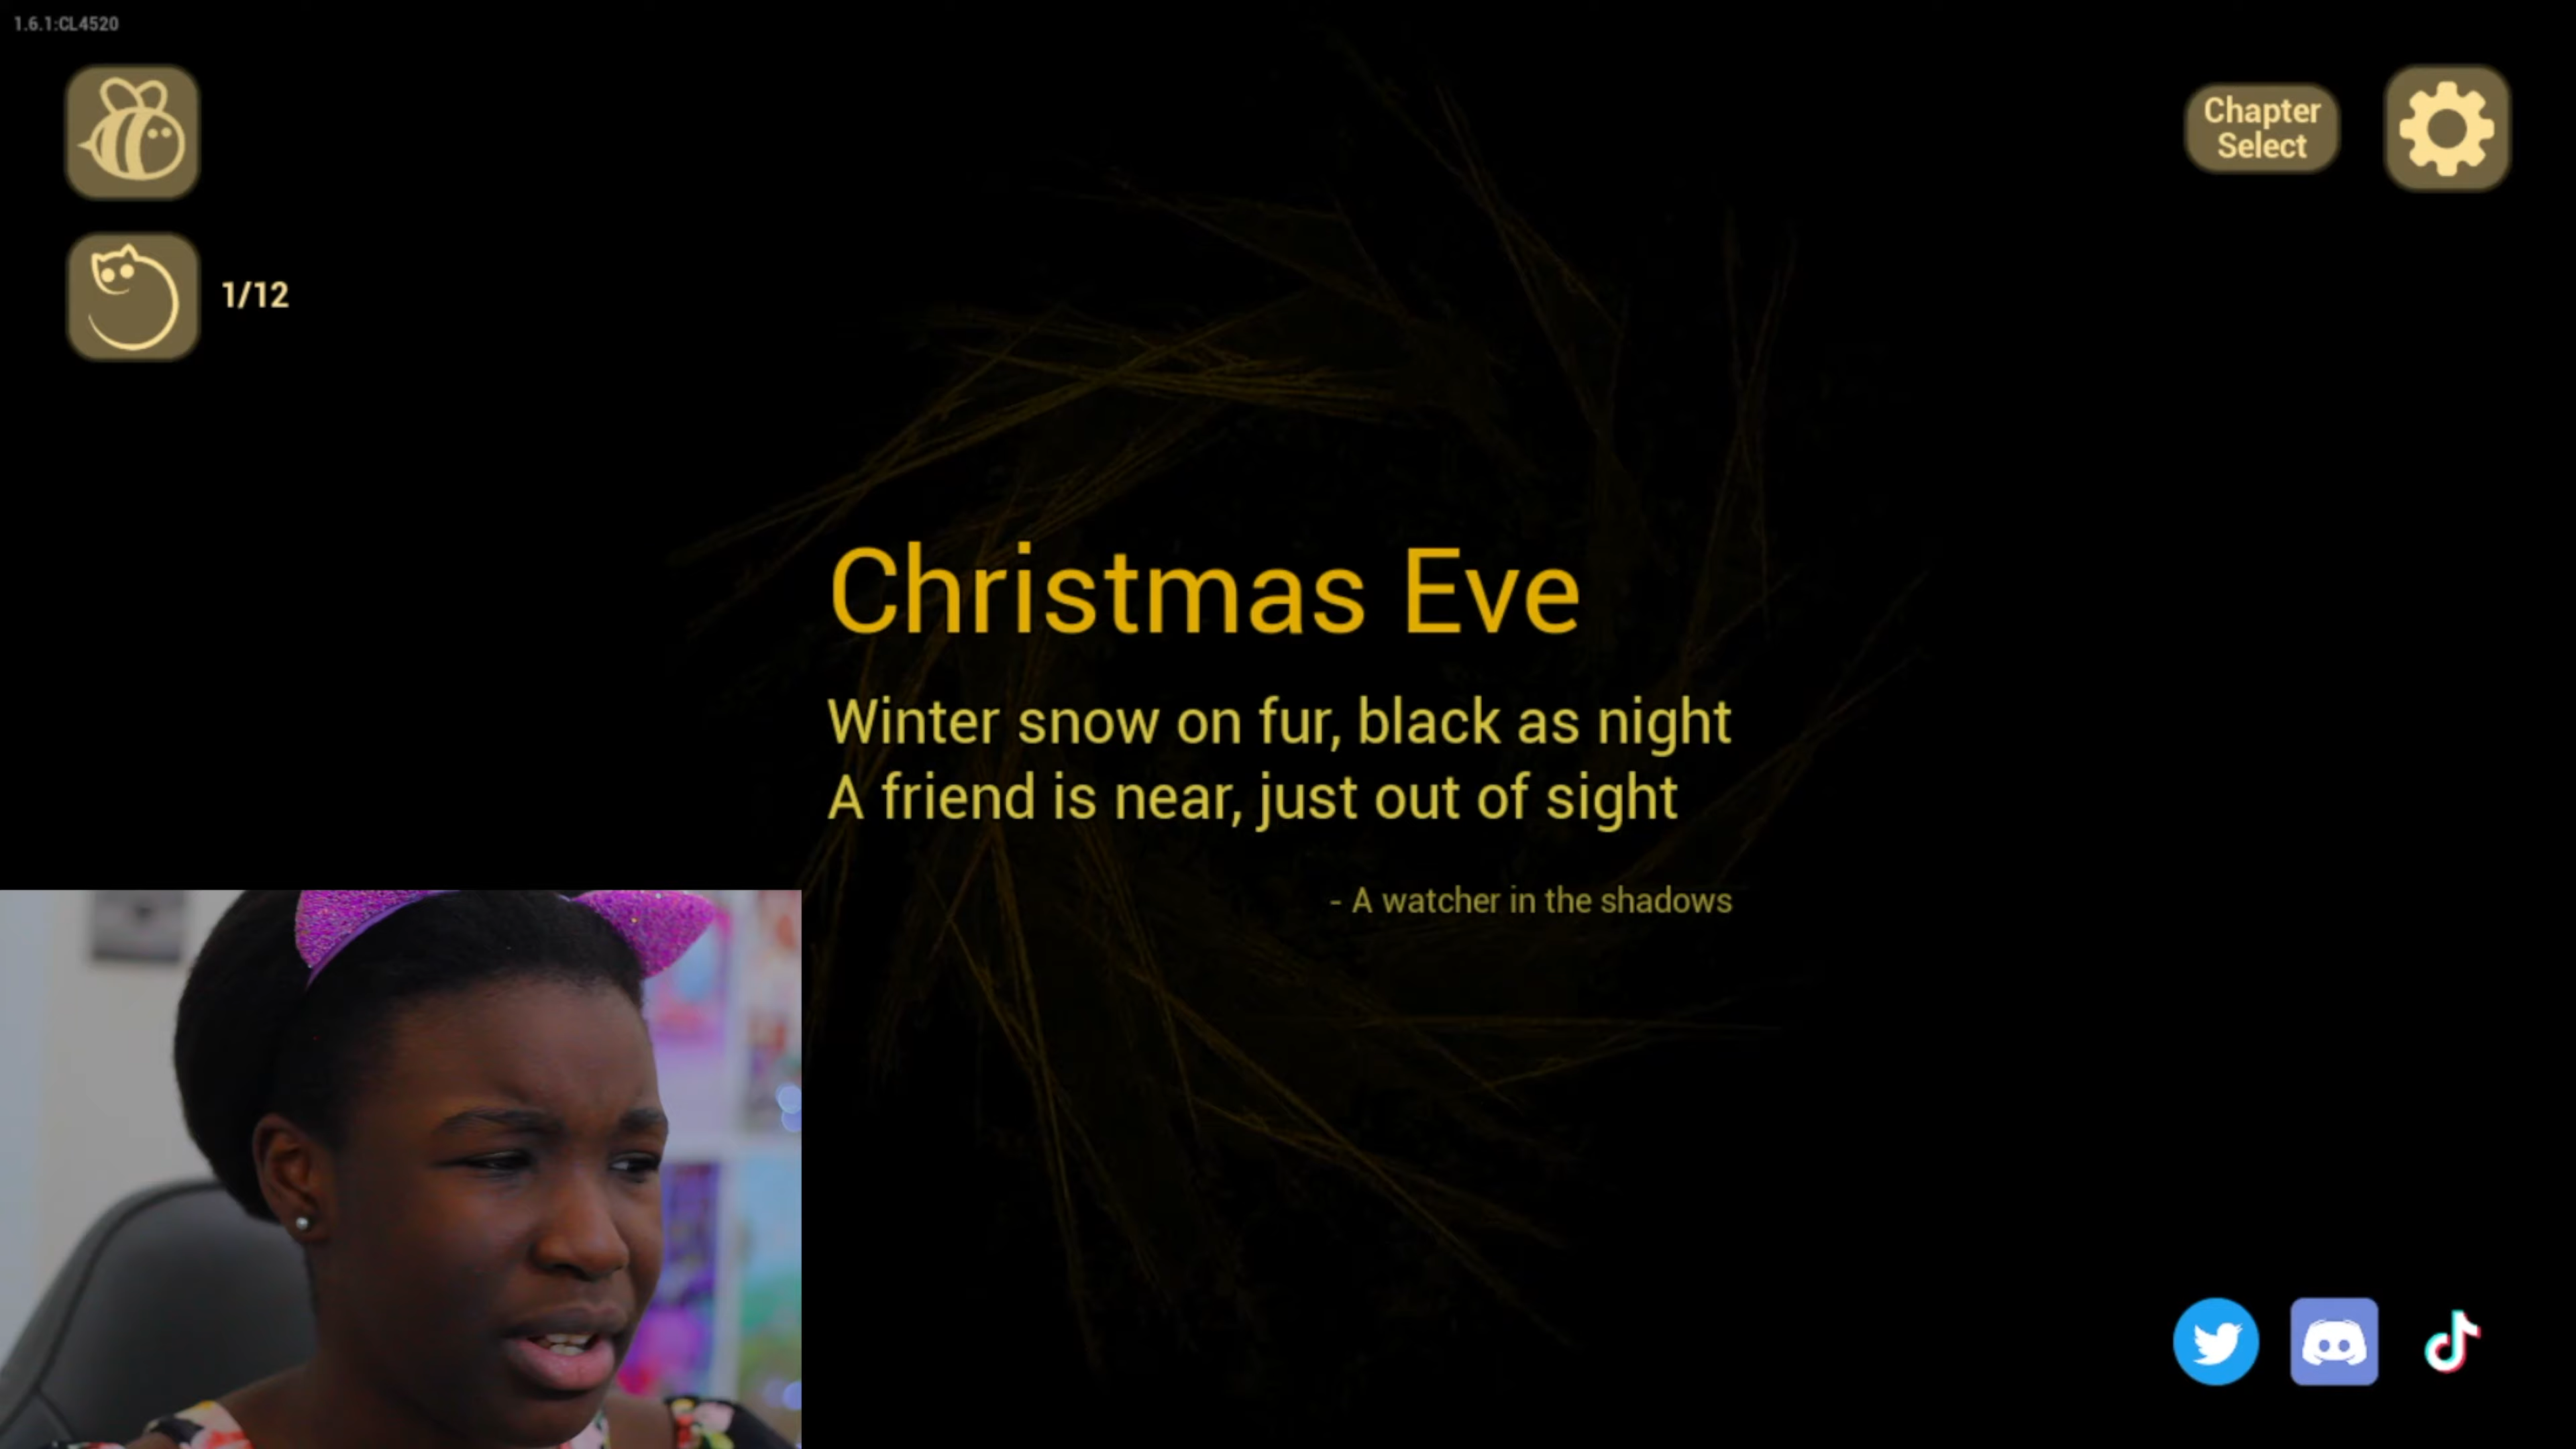 1.6.1:CL4520
Chapter
Select
1/12
Christmas Eve
Winter snow on fur, black as night
A friend is near, just out of sight
- A watcher in the shadows